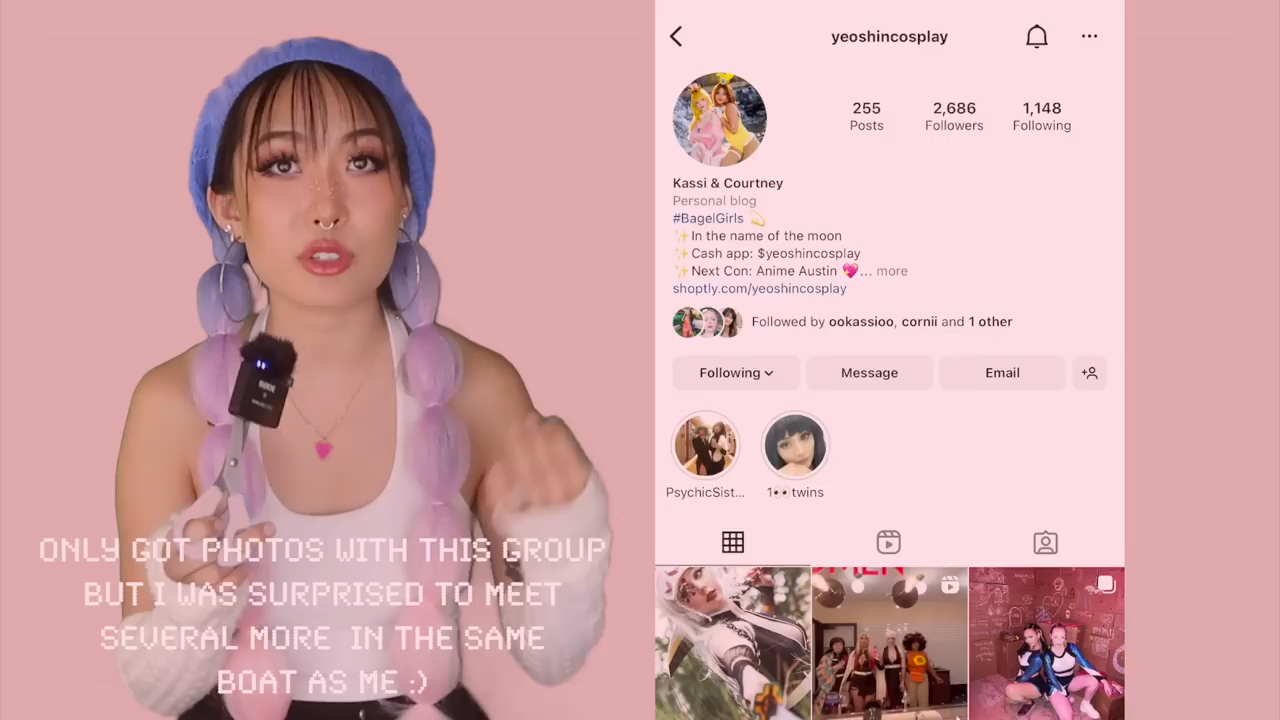 yeoshincosplay
255
2,686
1,148
Posts
Followers
Following
Kassi & Courtney
Personal blog
#BagelGirls 💫
✨In the name of the moon
✨Cash app: $yeoshincosplay
✨Next Con: Anime Austin 💖... more
shoptly.com/yeoshincosplay
Followed by ookassioo, cornii and 1 other
Following
Message
Email
PsychicSist...
1👀twins
RODE
ONLY GOT PHOTOS WITH THIS GROUP
BUT I WAS SURPRISED TO MEET
SEVERAL MORE IN THE SAME
BOAT AS ME :)